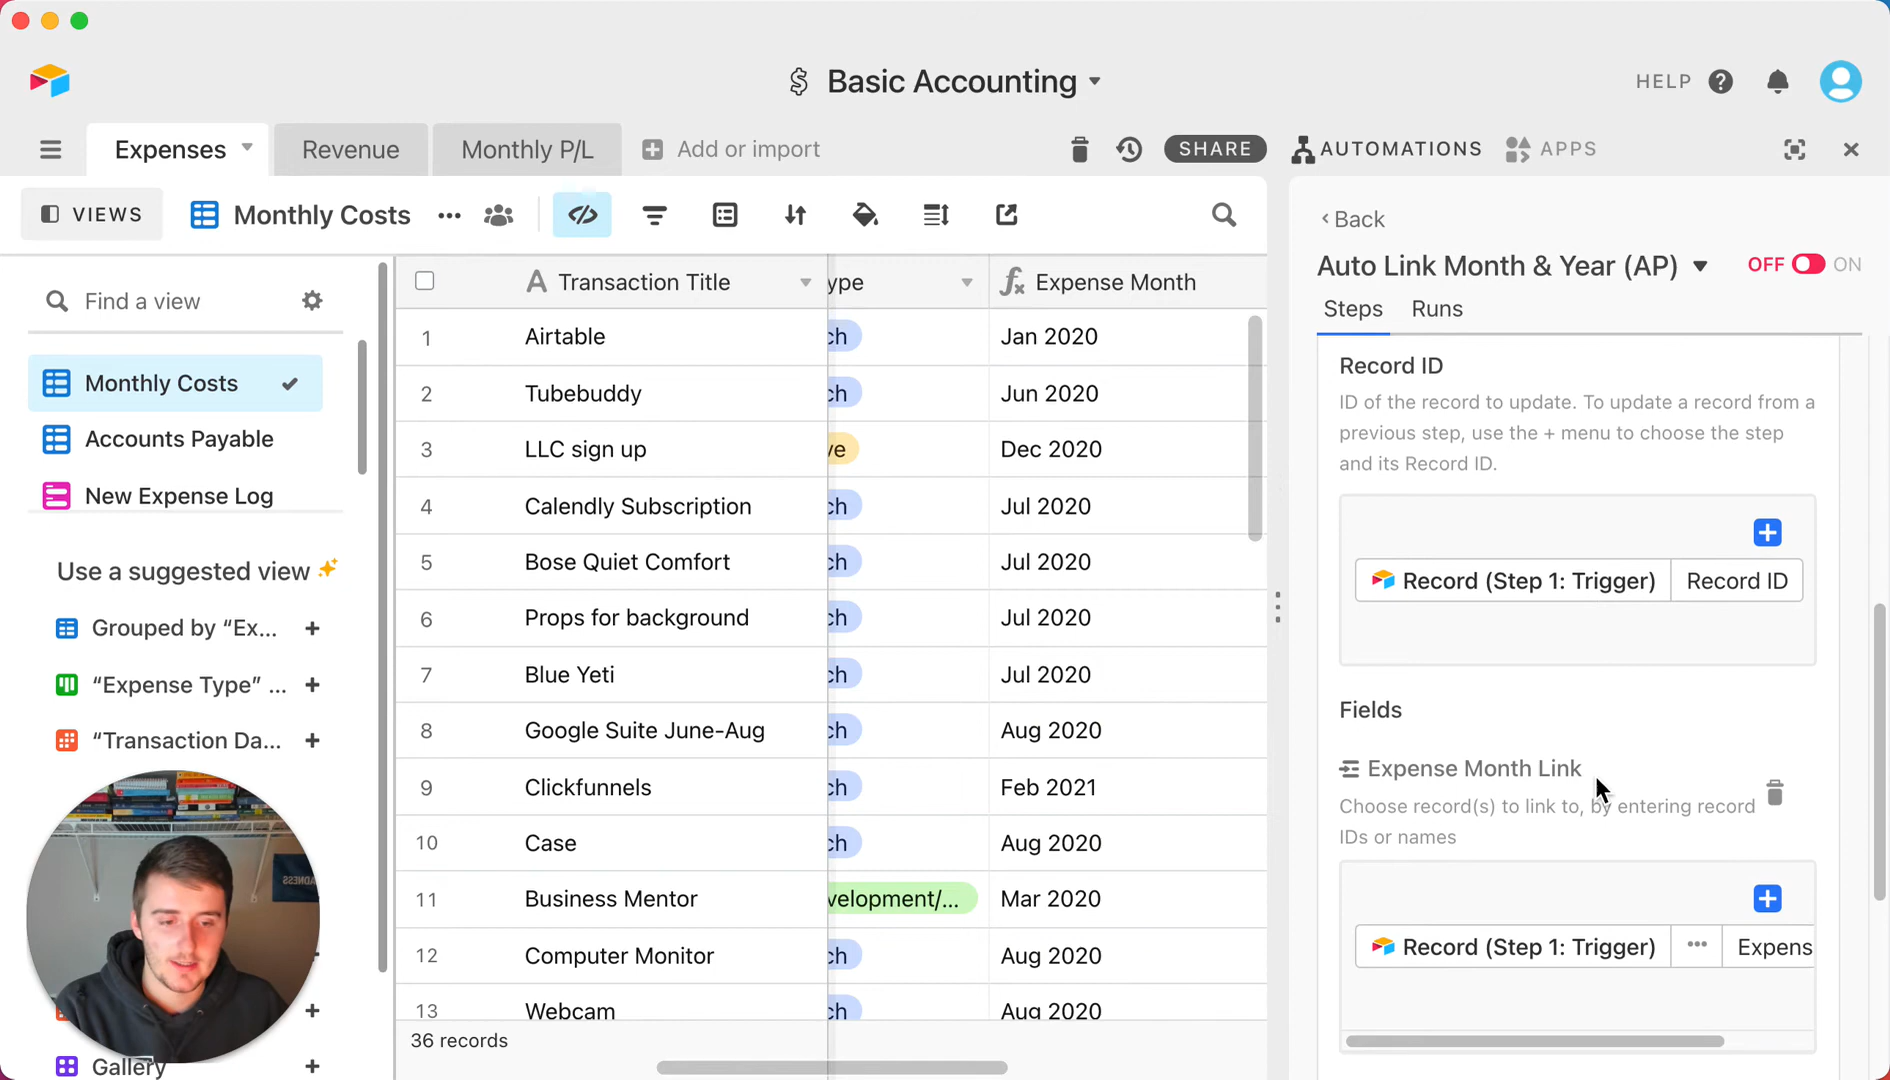 Basic Accounting
HELP
Expenses
Revenue
Monthly P/L
Add or import
SHARE
AUTOMATIONS
APPS
VIEWS
Monthly Costs
Find a view
Monthly Costs
Accounts Payable
New Expense Log
Use a suggested view
Grouped by “Ex...
“Expense Type” ...
“Transaction Da...
Gallery
Transaction Title
ype
Expense Month
1 Airtable ch Jan 2020
2 Tubebuddy ch Jun 2020
3 LLC sign up ve Dec 2020
4 Calendly Subscription ch Jul 2020
5 Bose Quiet Comfort ch Jul 2020
6 Props for background ch Jul 2020
7 Blue Yeti ch Jul 2020
8 Google Suite June-Aug ch Aug 2020
9 Clickfunnels ch Feb 2021
10 Case ch Aug 2020
11 Business Mentor velopment/... Mar 2020
12 Computer Monitor ch Aug 2020
13 Webcam ch Aug 2020
36 records
Back
Auto Link Month & Year (AP)
OFF
ON
Steps
Runs
Record ID
ID of the record to update. To update a record from a
previous step, use the + menu to choose the step
and its Record ID.
Record (Step 1: Trigger) Record ID
Fields
Expense Month Link
Choose record(s) to link to, by entering record
IDs or names
Record (Step 1: Trigger) ... Expens